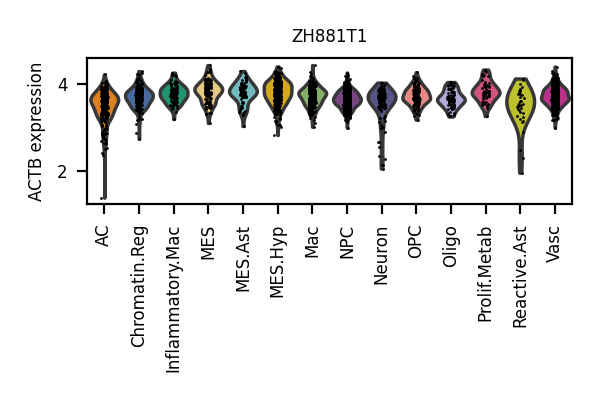 ZH881T1
ACTB expression
4
2
AC
Chromatin.Reg
Inflammatory.Mac
MES
MES.Ast
MES.Hyp
Mac
NPC
Neuron
OPC
Oligo
Prolif.Metab
Reactive.Ast
Vasc